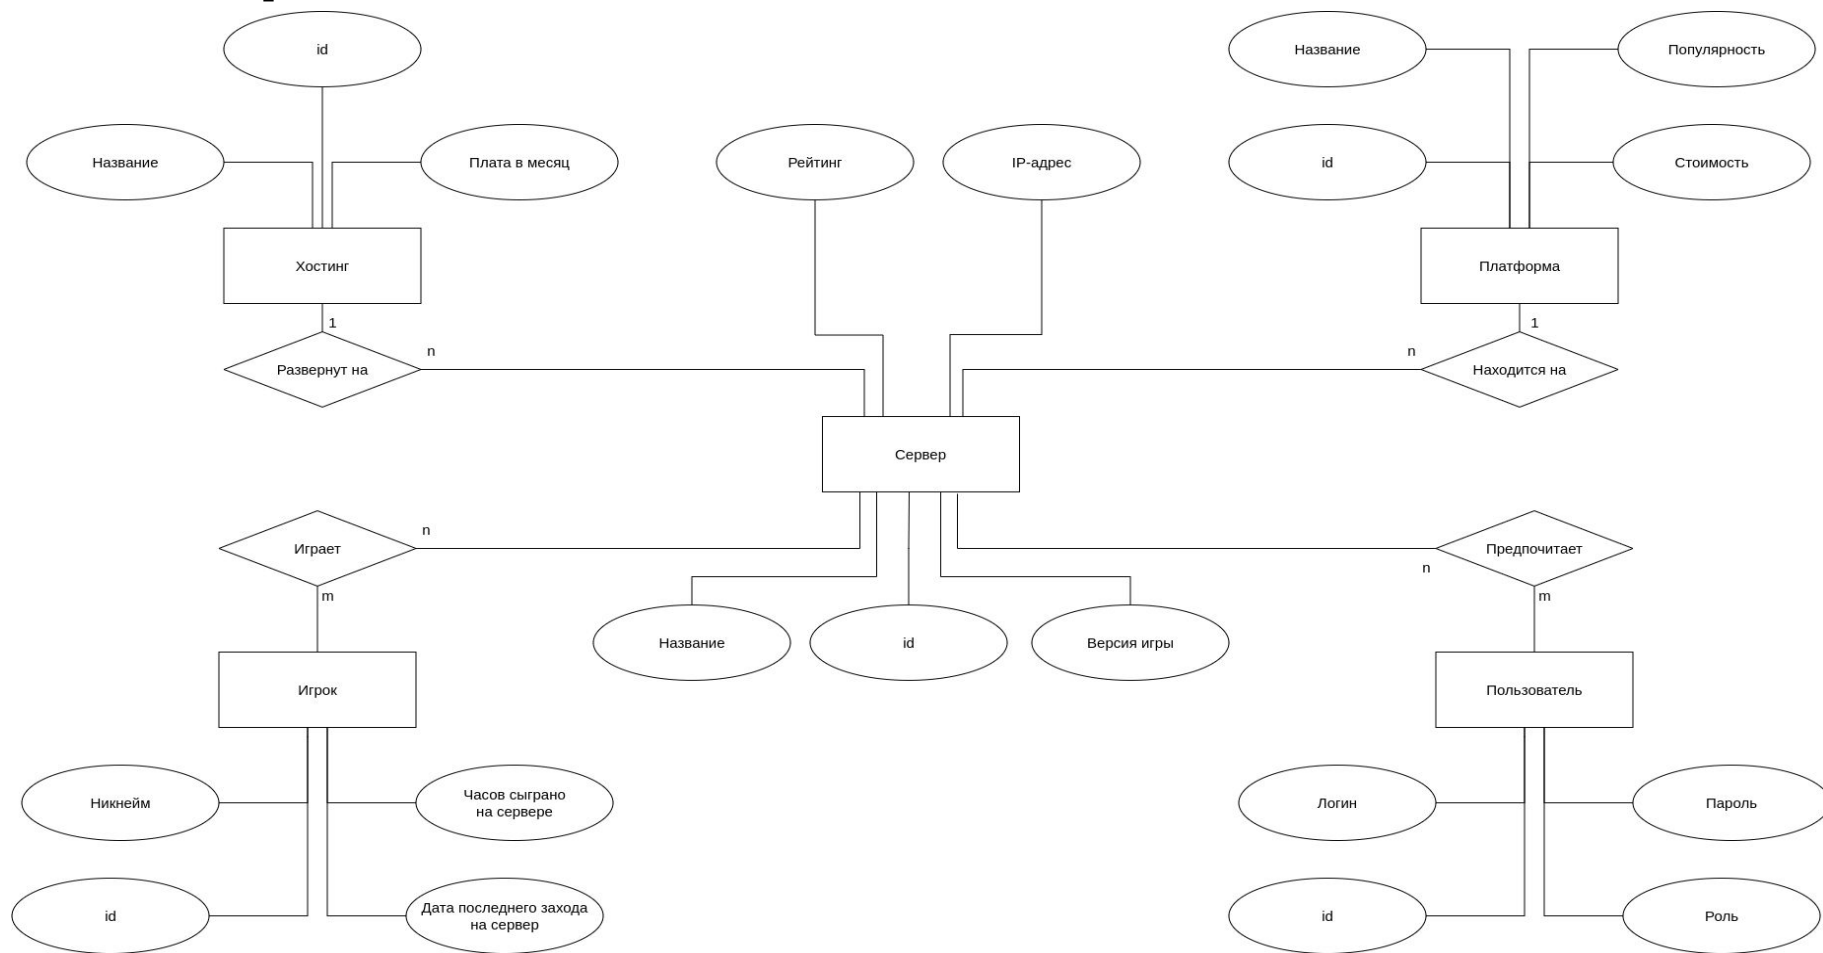 id
Название
Популярность
Название
Плата в месяц
Рейтинг
IP-адрес
id
Стоимость
Хостинг
Платформа
1
1
n
n
Развернут на
Находится на
Сервер
n
Играет
Предпочитает
n
m
m
Название
id
Версия игры
Игрок
Пользователь
Никнейм
Часов сыграно
на сервере
Логин
Пароль
id
Дата последнего захода
на сервер
id
Роль